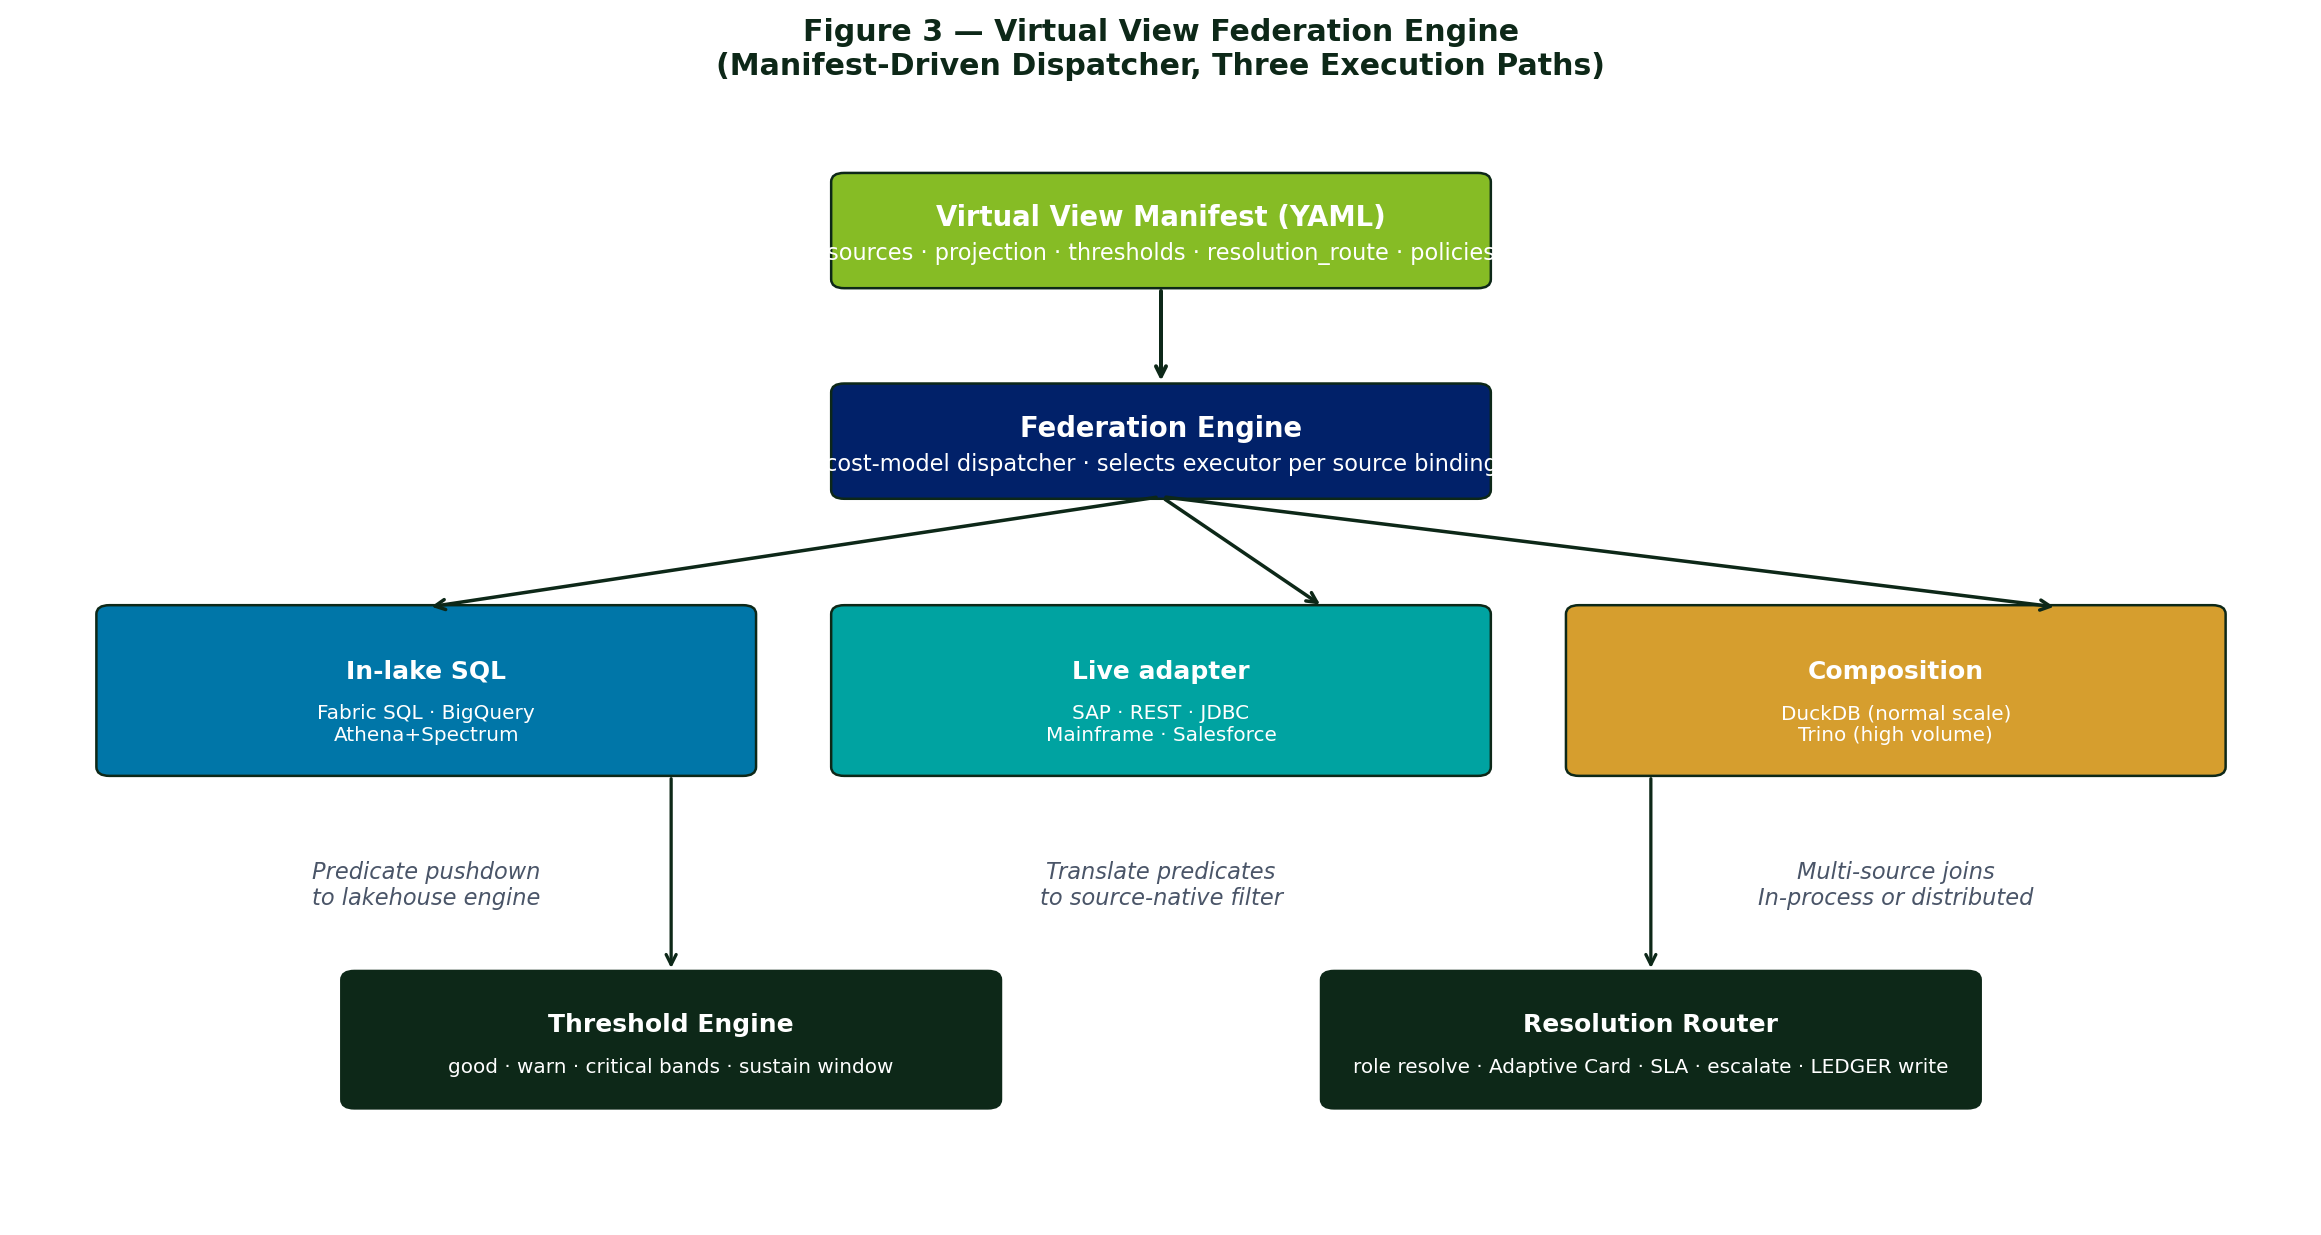 Figure 3 — Virtual View Federation Engine
(Manifest-Driven Dispatcher, Three Execution Paths)
Virtual View Manifest (YAML)
sources · projection · thresholds · resolution_route · policies
Federation Engine
cost-model dispatcher · selects executor per source binding
In-lake SQL
Fabric SQL · BigQuery
Athena+Spectrum
Live adapter
SAP · REST · JDBC
Mainframe · Salesforce
Composition
DuckDB (normal scale)
Trino (high volume)
Predicate pushdown
to lakehouse engine
Translate predicates
to source-native filter
Multi-source joins
In-process or distributed
Threshold Engine
good · warn · critical bands · sustain window
Resolution Router
role resolve · Adaptive Card · SLA · escalate · LEDGER write